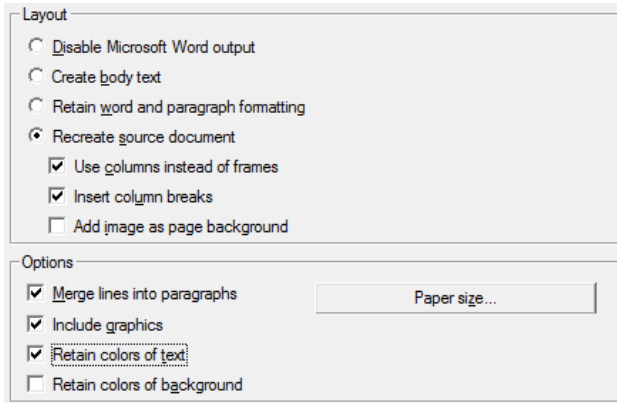 Layout
Disable Microsoft Word output
Create body text
Retain word and paragraph formatting
Recreate source document
Use columns instead of frames
Insert column breaks
Add image as page background
Options
Merge lines into paragraphs
Paper size...
Include graphics
Retain colors of text
Retain colors of background